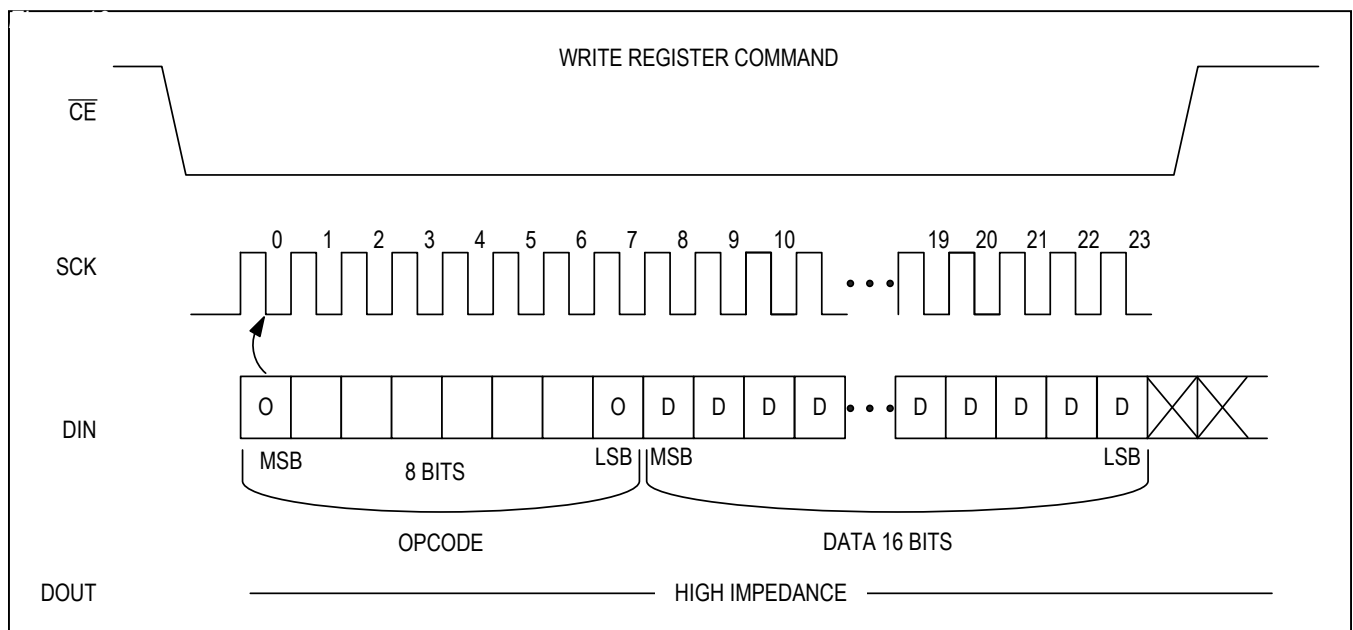 WRITE REGISTER COMMAND
CE
SCK
0 1 2 3 4 5 6 7 8 9 10 19 20 21 22 23
DIN
O O D D D D D D D D D
MSB 8 BITS LSB MSB LSB
OPCODE DATA 16 BITS
DOUT HIGH IMPEDANCE